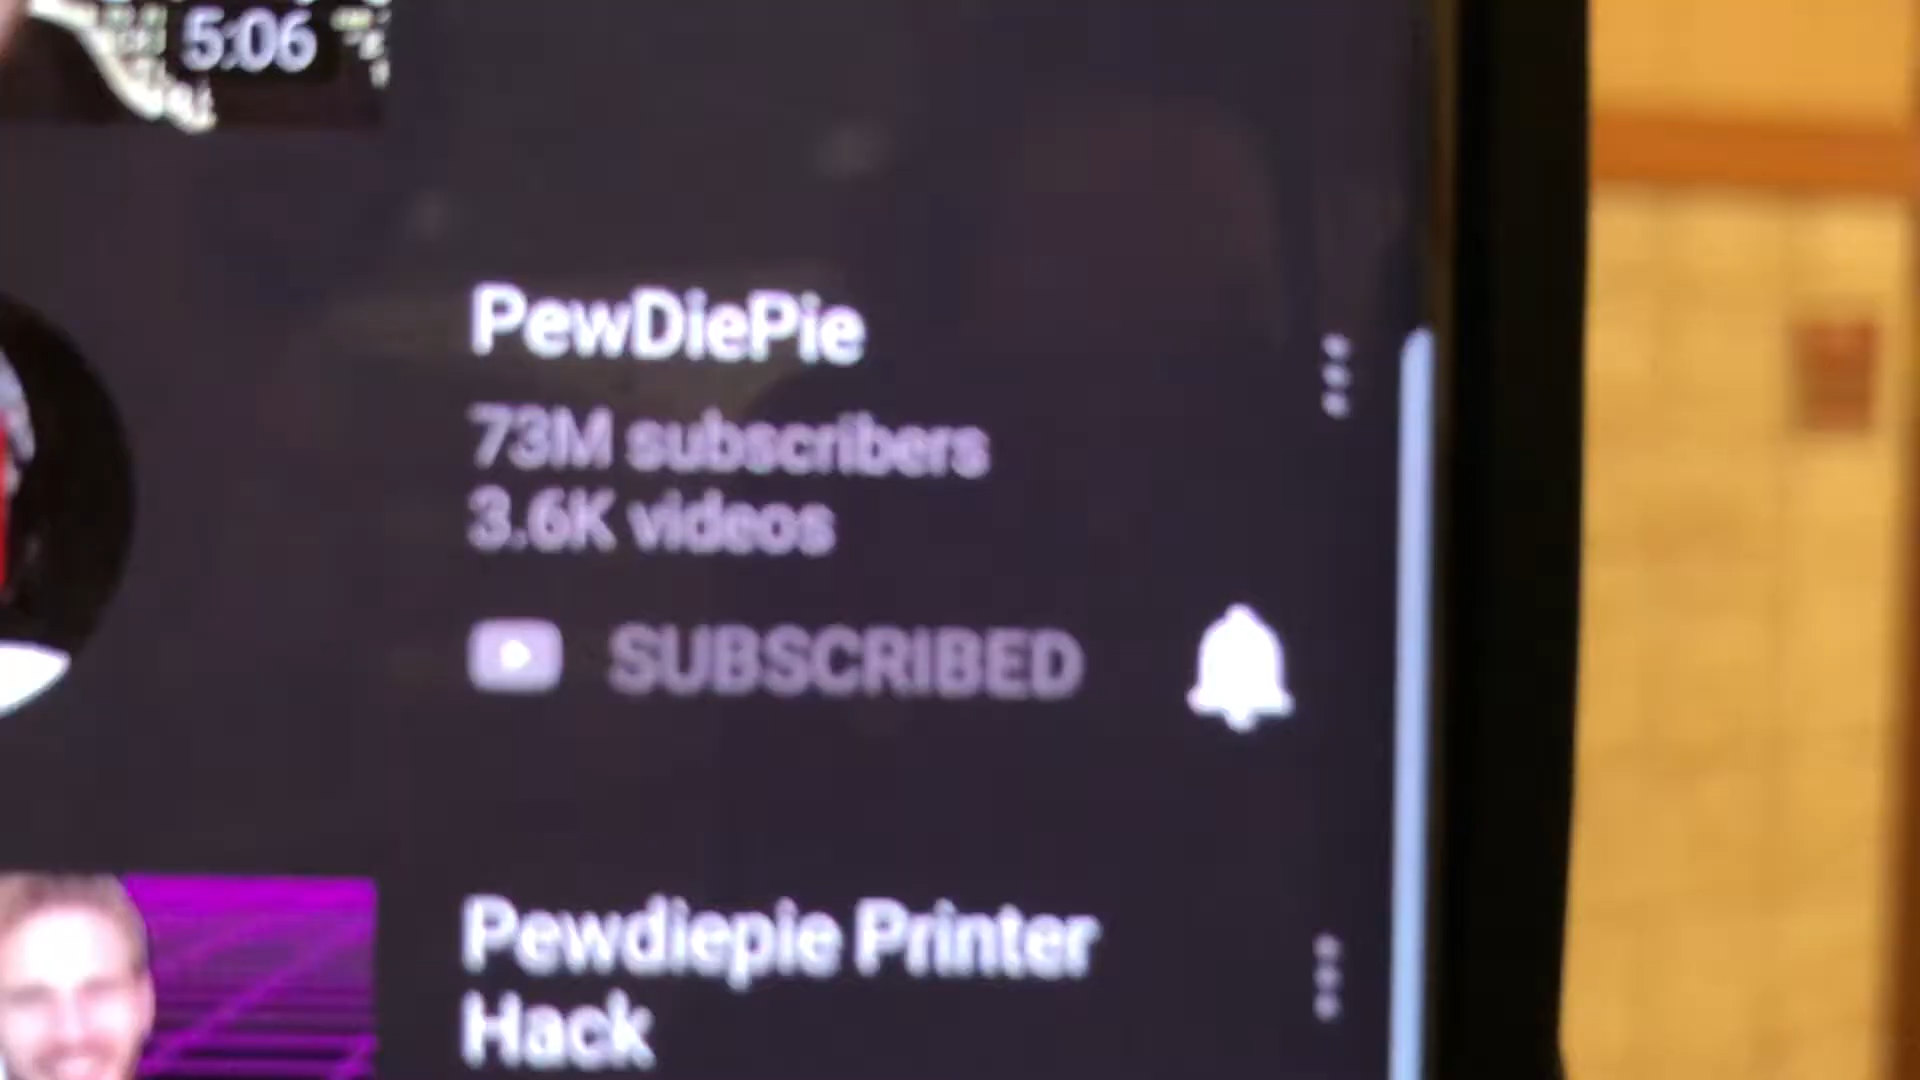 5:06
PewDiePie
73M subscribers
3.6K videos
SUBSCRIBED
Pewdiepie Printer
Hack